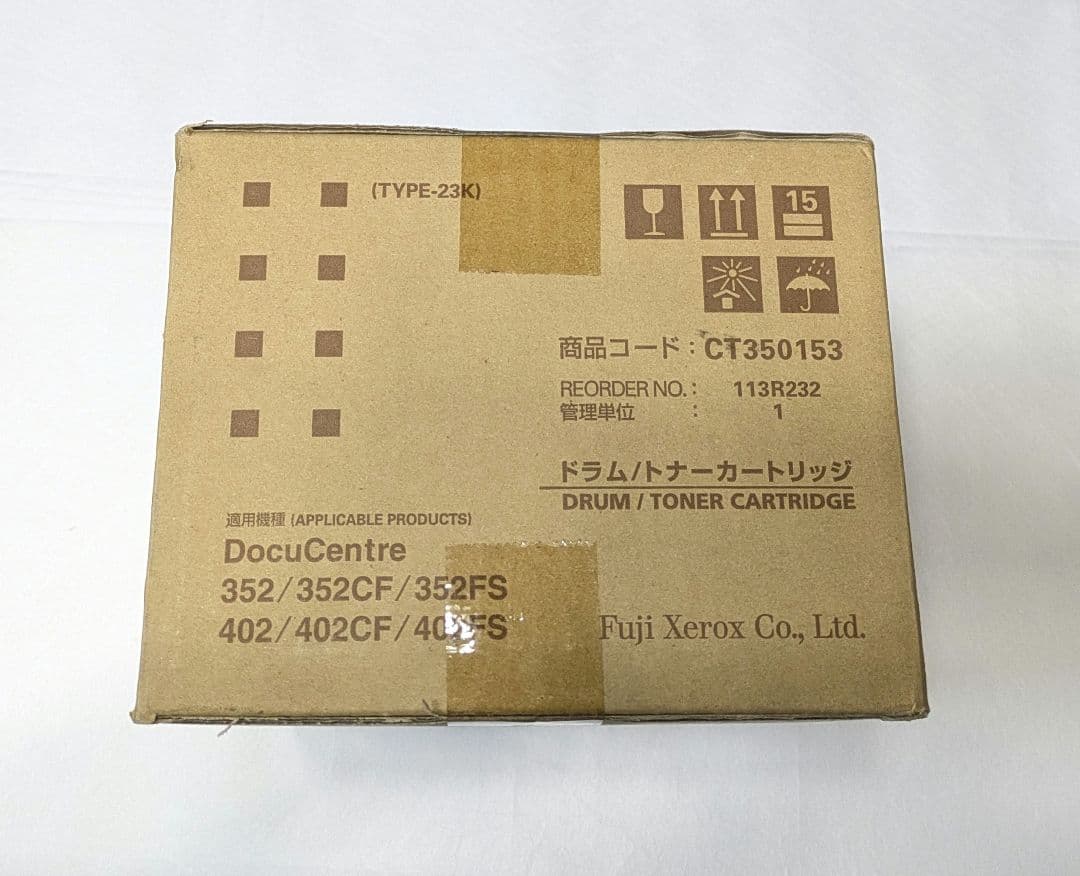 (TYPE-23K)
15
商品コード : CT350153
REORDER NO. : 113R232
管理単位 : 1
ドラム/トナーカートリッジ
DRUM / TONER CARTRIDGE
適用機種 (APPLICABLE PRODUCTS)
DocuCentre
352/352CF/352FS
402/402CF/402FS
Fuji Xerox Co., Ltd.